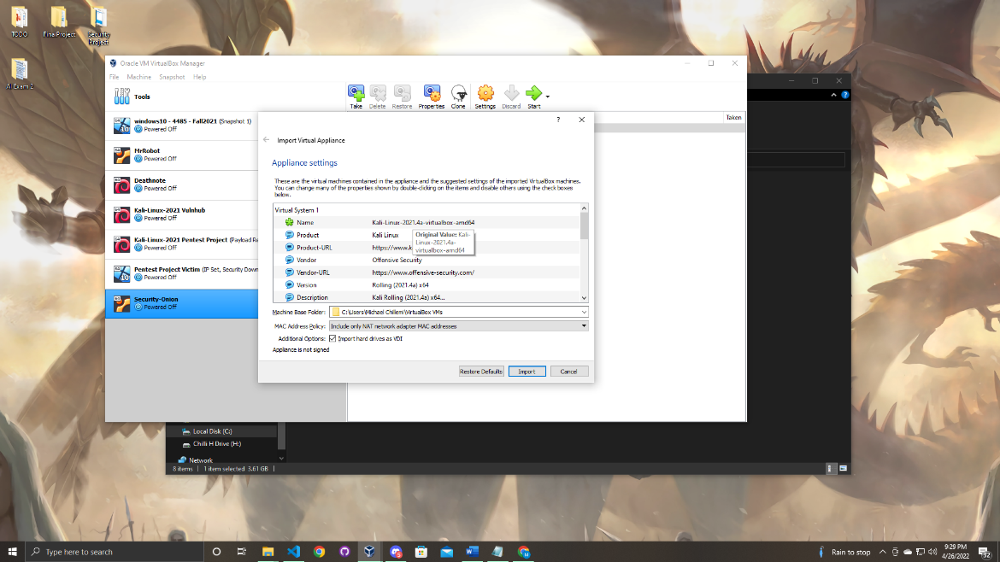 TODO
FinalProject
Security
Project
AI Exam 2
Oracle VM VirtualBox Manager
File Machine Snapshot Help
Tools
Take Delete Restore Properties Clone Settings Discard Start
Taken
windows10 - 4485 - Fall2021 (Snapshot 1)
Powered Off
MrRobot
Powered Off
Deathnote
Powered Off
Kali-Linux-2021 Vulnhub
Powered Off
Kali-Linux-2021 Pentest Project (Payload Re
Powered Off
Pentest Project Victim (IP Set, Security Down
Powered Off
Security-Onion
Powered Off
Import Virtual Appliance
Appliance settings
These are the virtual machines contained in the appliance and the suggested settings of the imported VirtualBox machines.
You can change many of the properties shown by double-clicking on the items and disable others using the check boxes
below.
Virtual System 1
Name Kali-Linux-2021.4a-virtualbox-amd64
Product Kali Linux
Product-URL https://www.k
Original Value: Kali-
Linux-2021.4a-
virtualbox-amd64
Vendor Offensive Security
Vendor-URL https://www.offensive-security.com/
Version Rolling (2021.4a) x64
Description Kali Rolling (2021.4a) x64...
Machine Base Folder: C:\Users\Michael Chillemi\VirtualBox VMs
MAC Address Policy: Include only NAT network adapter MAC addresses
Additional Options: Import hard drives as VDI
Appliance is not signed
Restore Defaults Import Cancel
Local Disk (C:)
Chilli H Drive (H:)
Network
8 items 1 item selected 3.61 GB
Type here to search
Rain to stop
9:29 PM
4/26/2022
32